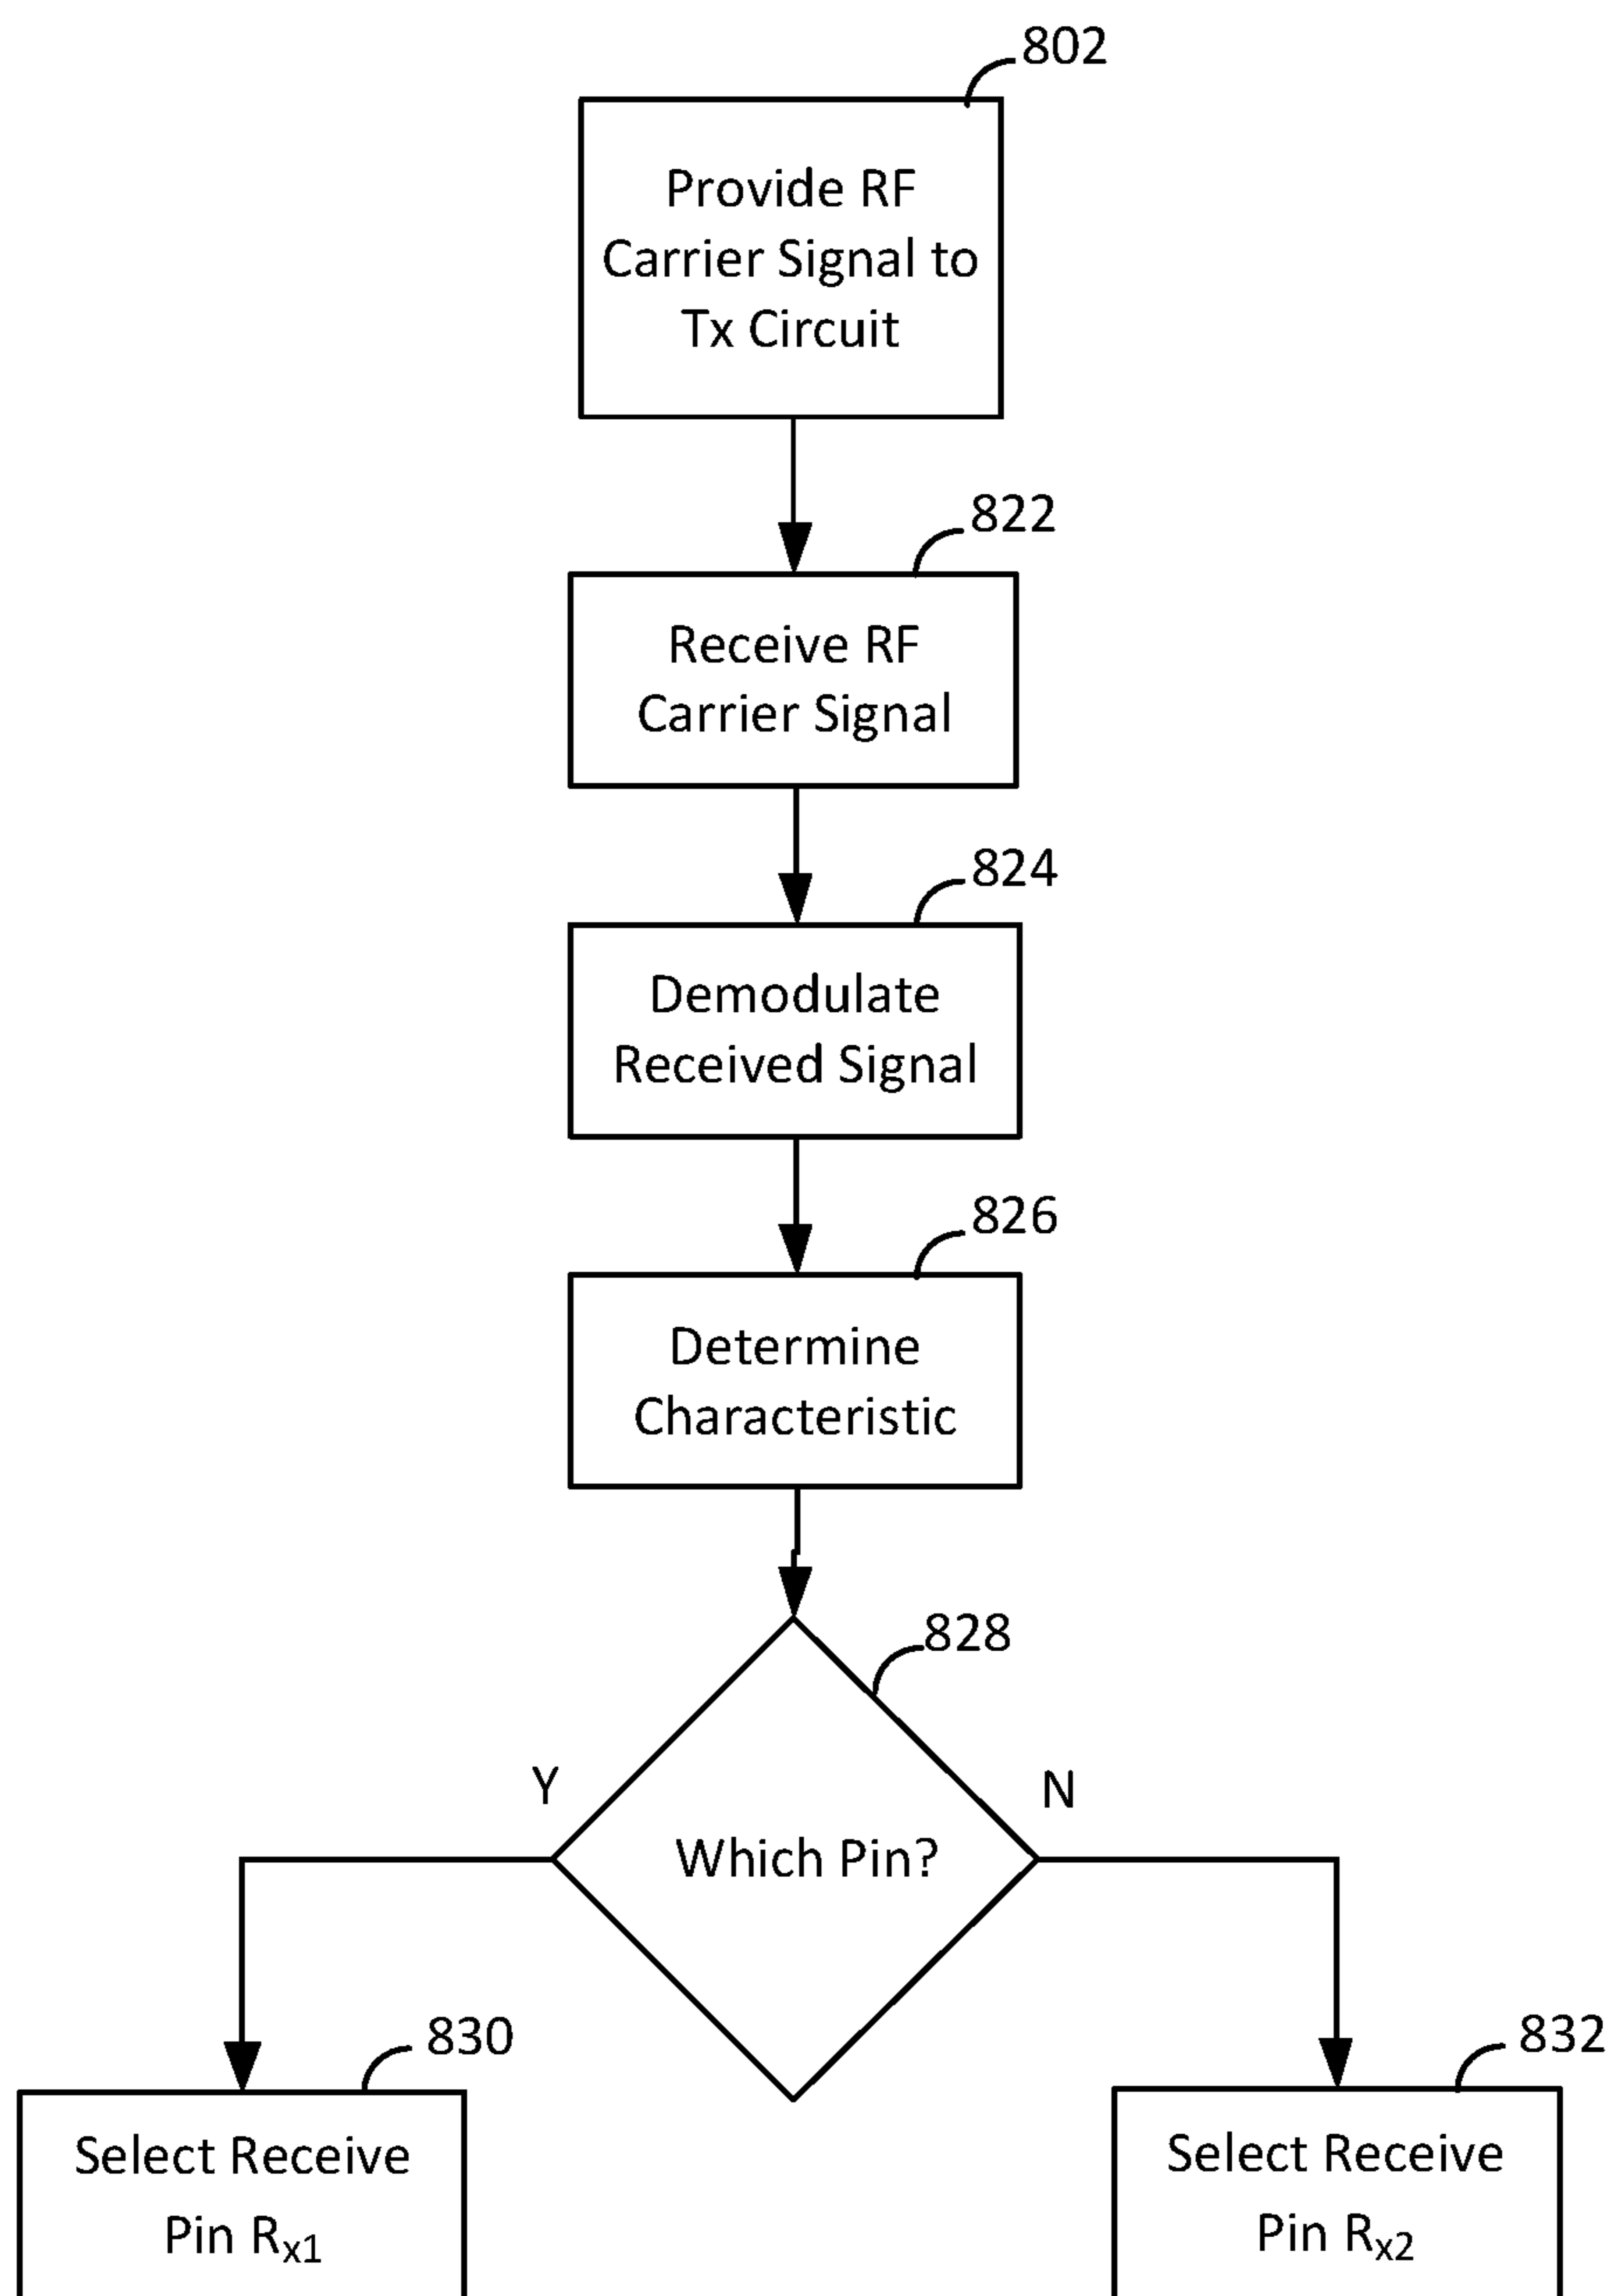 802
Provide RF
Carrier Signal to
Tx Circuit
822
Receive RF
Carrier Signal
824
Demodulate
Received Signal
826
Determine
Characteristic
828
Y
N
Which Pin?
830
Select Receive
Pin Rx1
832
Select Receive
Pin Rx2